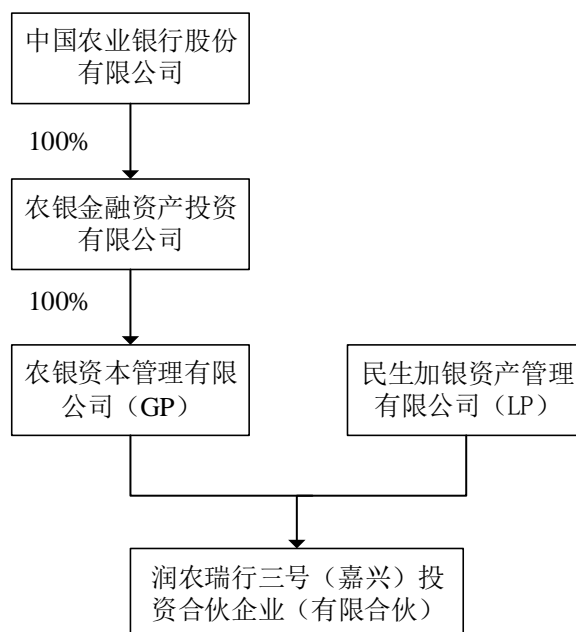 中国农业银行股份
有限公司
100%
农银金融资产投资
有限公司
100%
农银资本管理有限
公司（GP）
民生加银资产管理
有限公司（LP）
润农瑞行三号（嘉兴）投
资合伙企业（有限合伙）